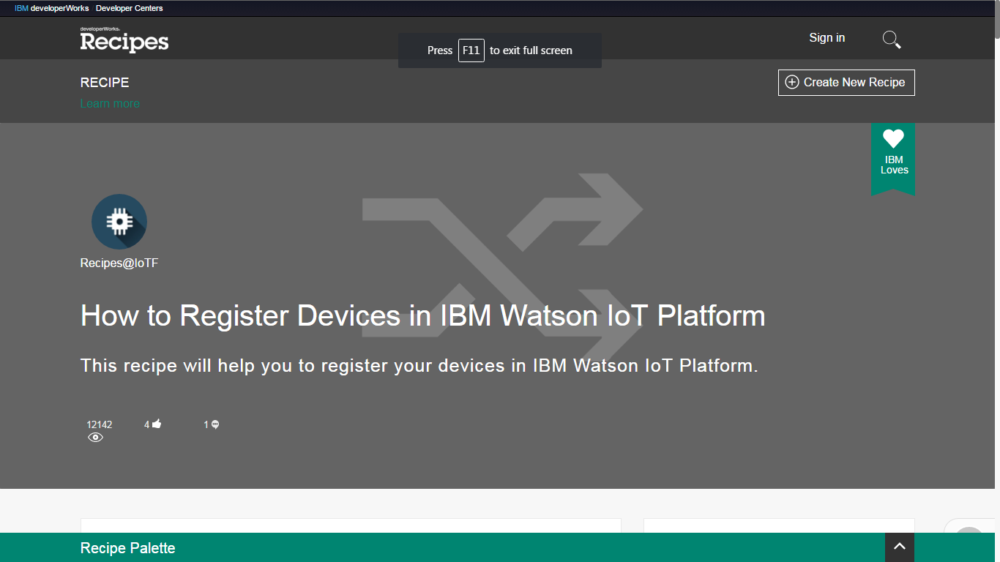 IBM developerWorks Developer Centers
developerWorks.
Recipes
Press F11 to exit full screen
Sign in
RECIPE
Create New Recipe
Learn more
IBM
Loves
Recipes@IoTF
How to Register Devices in IBM Watson IoT Platform
This recipe will help you to register your devices in IBM Watson IoT Platform.
12142 4 1
Recipe Palette